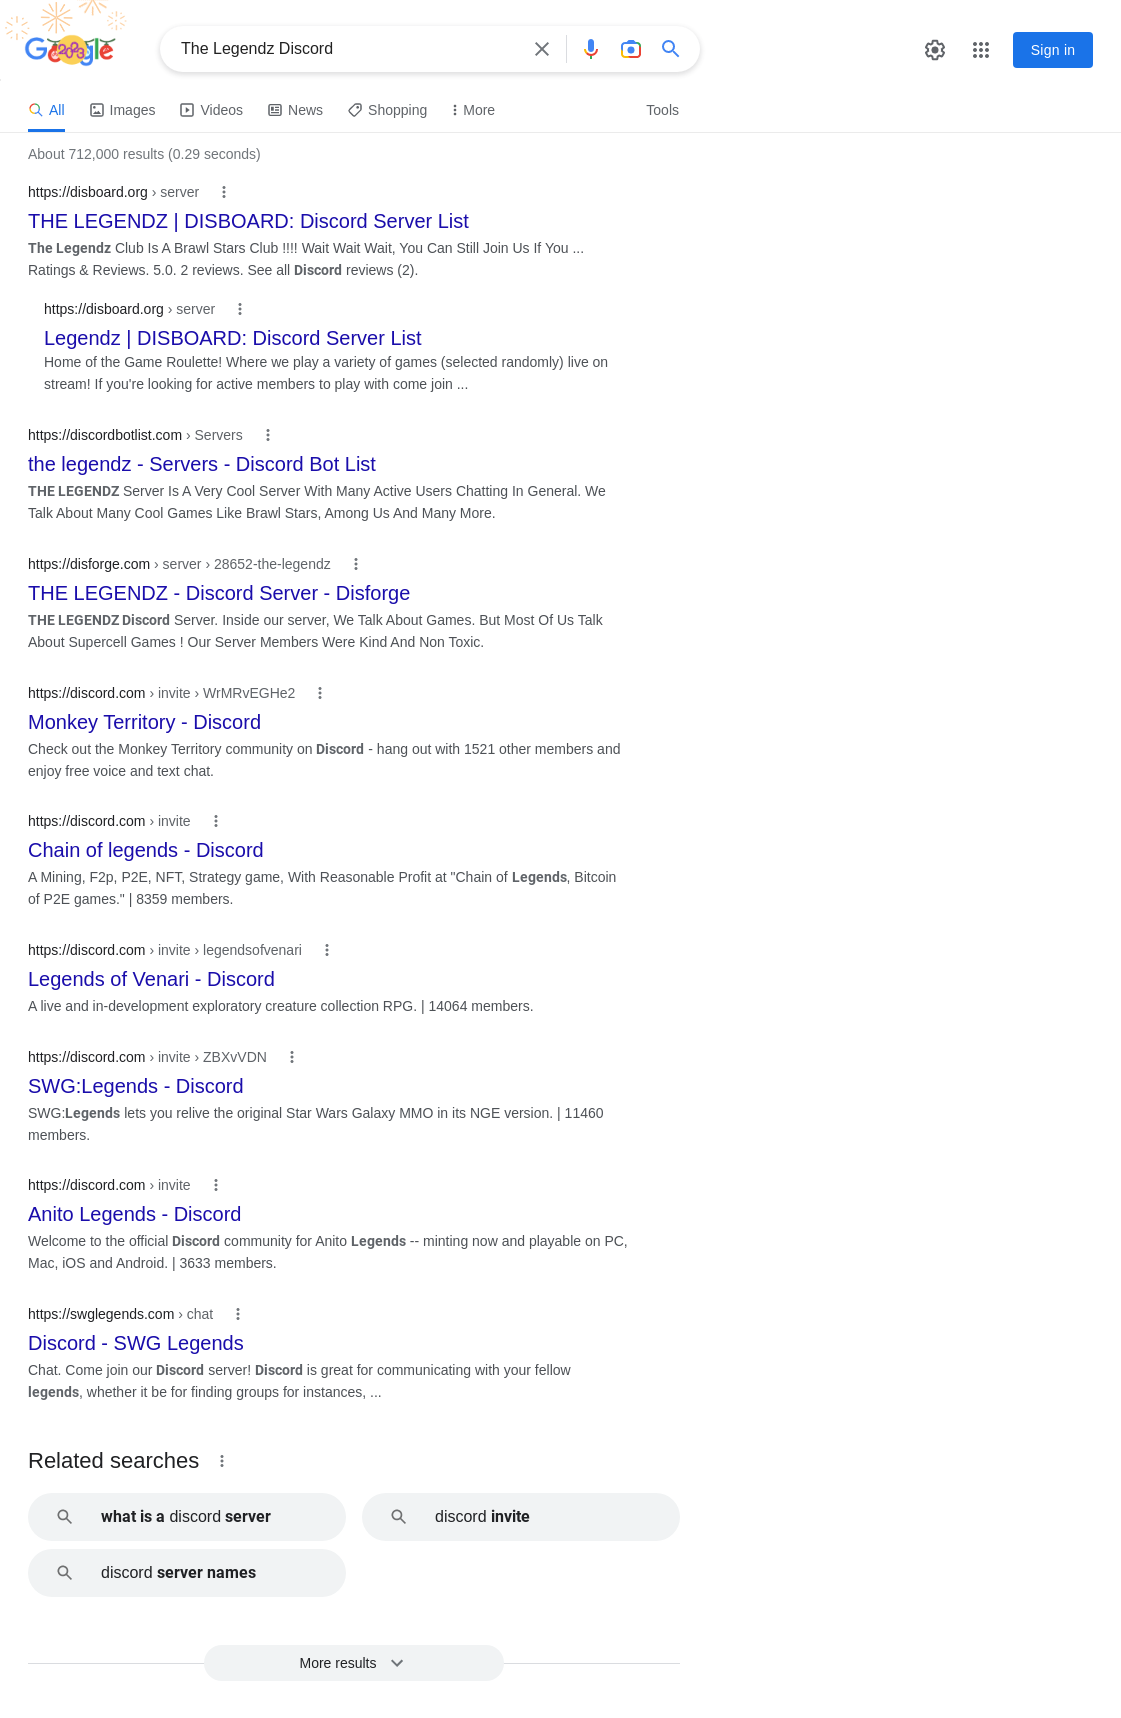 Google
The Legendz Discord
Sign in
All Images Videos News Shopping More Tools
About 712,000 results (0.29 seconds)
https://disboard.org › server
THE LEGENDZ | DISBOARD: Discord Server List
The Legendz Club Is A Brawl Stars Club !!!! Wait Wait Wait, You Can Still Join Us If You ...
Ratings & Reviews. 5.0. 2 reviews. See all Discord reviews (2).
https://disboard.org › server
Legendz | DISBOARD: Discord Server List
Home of the Game Roulette! Where we play a variety of games (selected randomly) live on
stream! If you're looking for active members to play with come join ...
https://discordbotlist.com › Servers
the legendz - Servers - Discord Bot List
THE LEGENDZ Server Is A Very Cool Server With Many Active Users Chatting In General. We
Talk About Many Cool Games Like Brawl Stars, Among Us And Many More.
https://disforge.com › server › 28652-the-legendz
THE LEGENDZ - Discord Server - Disforge
THE LEGENDZ Discord Server. Inside our server, We Talk About Games. But Most Of Us Talk
About Supercell Games ! Our Server Members Were Kind And Non Toxic.
https://discord.com › invite › WrMRvEGHe2
Monkey Territory - Discord
Check out the Monkey Territory community on Discord - hang out with 1521 other members and
enjoy free voice and text chat.
https://discord.com › invite
Chain of legends - Discord
A Mining, F2p, P2E, NFT, Strategy game, With Reasonable Profit at "Chain of Legends, Bitcoin
of P2E games." | 8359 members.
https://discord.com › invite › legendsofvenari
Legends of Venari - Discord
A live and in-development exploratory creature collection RPG. | 14064 members.
https://discord.com › invite › ZBXvVDN
SWG:Legends - Discord
SWG:Legends lets you relive the original Star Wars Galaxy MMO in its NGE version. | 11460
members.
https://discord.com › invite
Anito Legends - Discord
Welcome to the official Discord community for Anito Legends -- minting now and playable on PC,
Mac, iOS and Android. | 3633 members.
https://swglegends.com › chat
Discord - SWG Legends
Chat. Come join our Discord server! Discord is great for communicating with your fellow
legends, whether it be for finding groups for instances, ...
Related searches
what is a discord server
discord invite
discord server names
More results